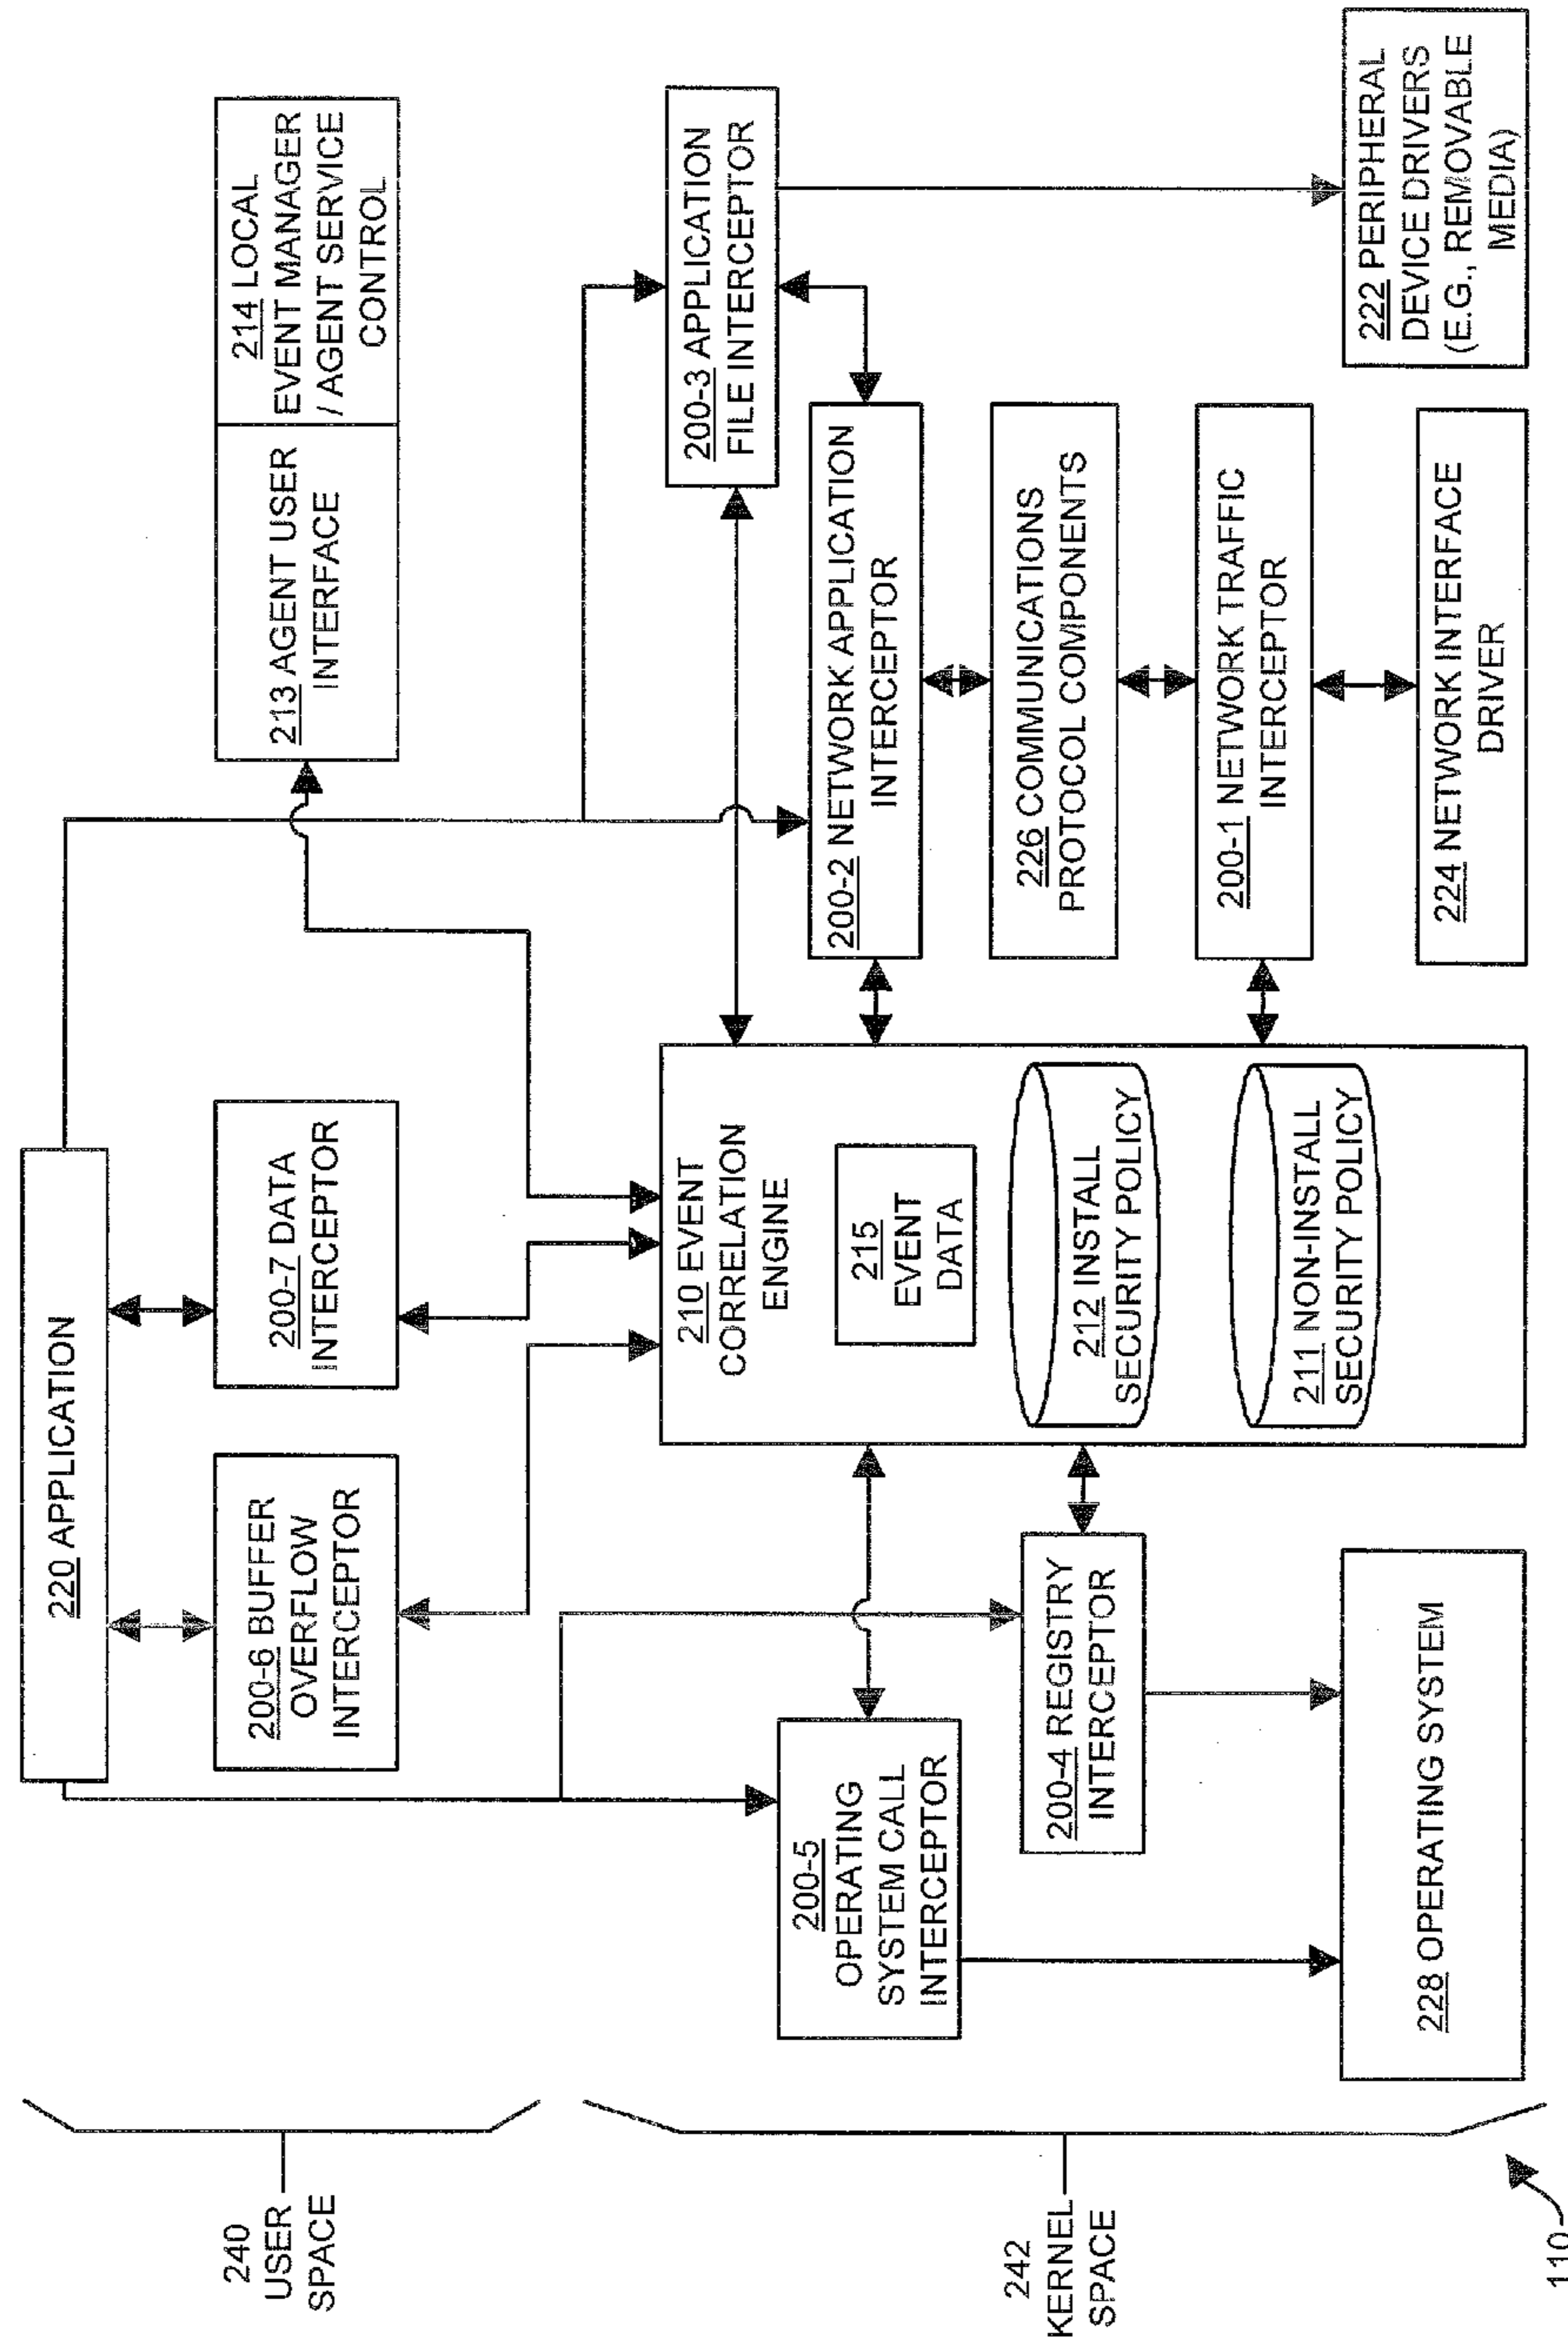 240
USER
SPACE
220 APPLICATION
200-6 BUFFER
OVERFLOW
INTERCEPTOR
200-7 DATA
INTERCEPTOR
213 AGENT USER
INTERFACE
214 LOCAL
EVENT MANAGER
/ AGENT SERVICE
CONTROL
242
KERNEL
SPACE
200-5
OPERATING
SYSTEM CALL
INTERCEPTOR
200-4 REGISTRY
INTERCEPTOR
228 OPERATING SYSTEM
210 EVENT
CORRELATION
ENGINE
215
EVENT
DATA
212 INSTALL
SECURITY POLICY
211 NON-INSTALL
SECURITY POLICY
200-3 APPLICATION
FILE INTERCEPTOR
200-2 NETWORK APPLICATION
INTERCEPTOR
226 COMMUNICATIONS
PROTOCOL COMPONENTS
200-1 NETWORK TRAFFIC
INTERCEPTOR
224 NETWORK INTERFACE
DRIVER
222 PERIPHERAL
DEVICE DRIVERS
(E.G., REMOVABLE
MEDIA)
110